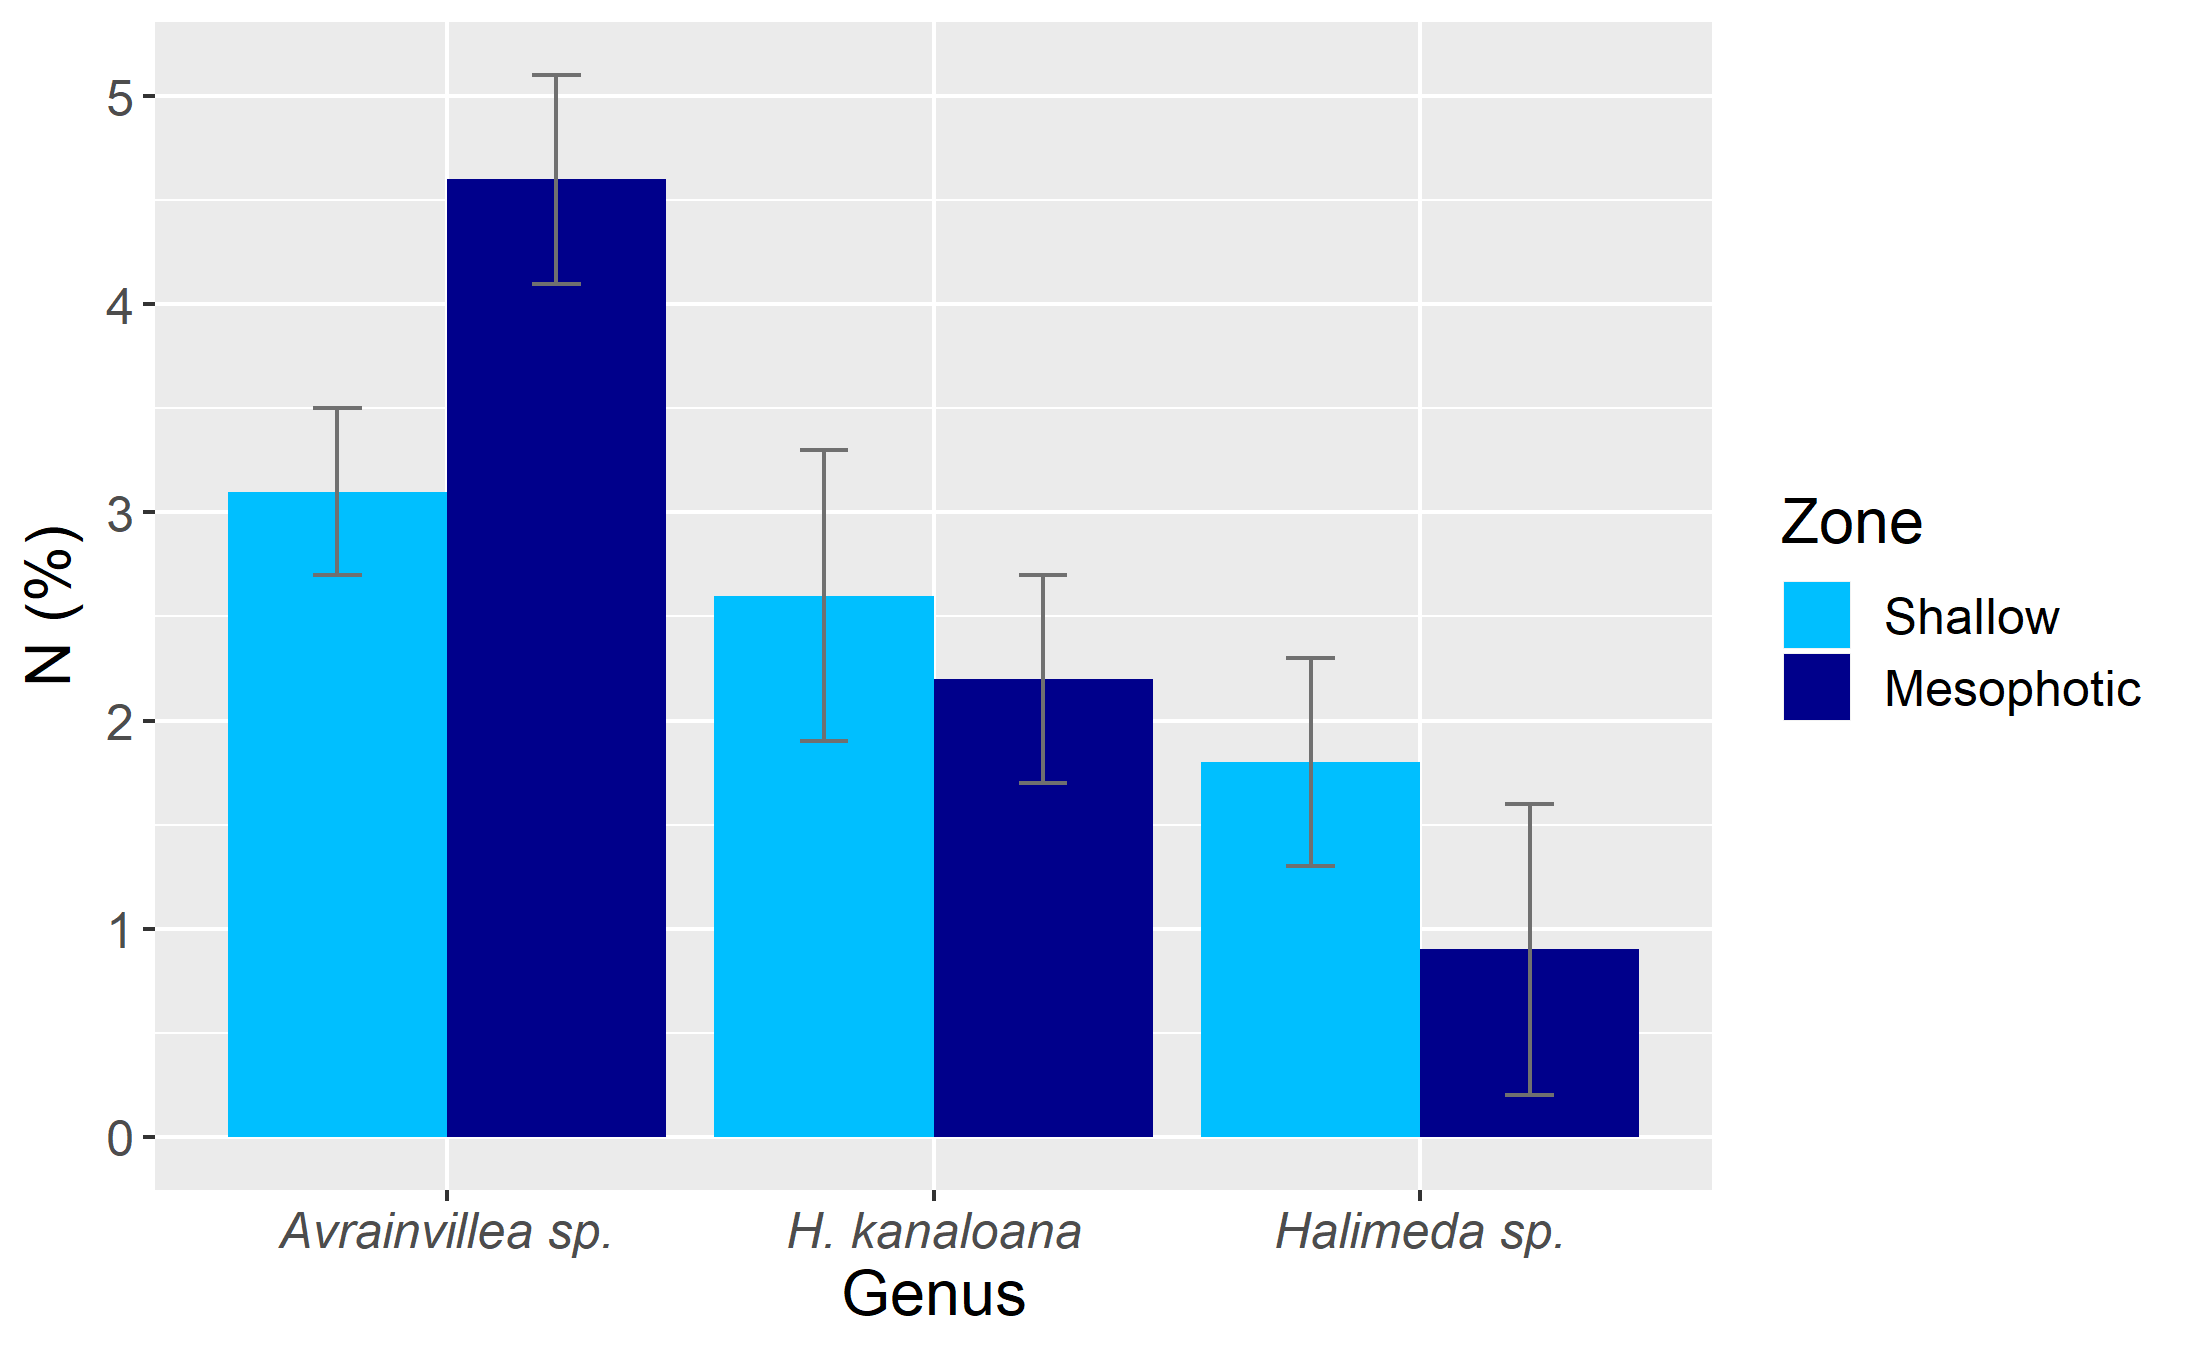 N (%)
5
4
3
2
1
0
Avrainvillea sp.
H. kanaloana
Halimeda sp.
Genus
Zone
Shallow
Mesophotic